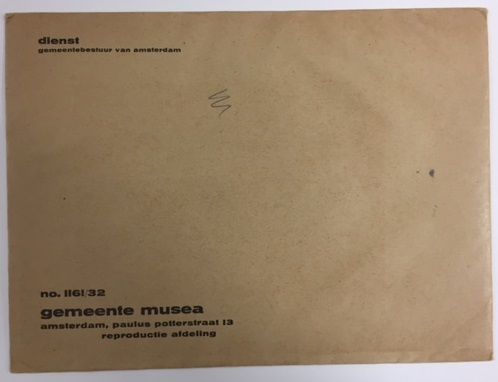 dienst
gemeentebestuur van amsterdam
no. 1161/32
gemeente musea
amsterdam, paulus potterstraat 13
reproductie afdeling